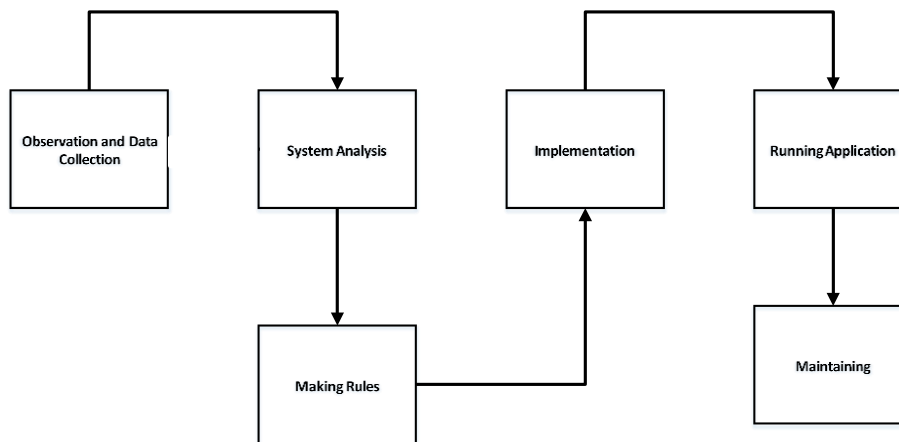 Observation and Data
Collection
System Analysis
Implementation
Running Application
Making Rules
Maintaining